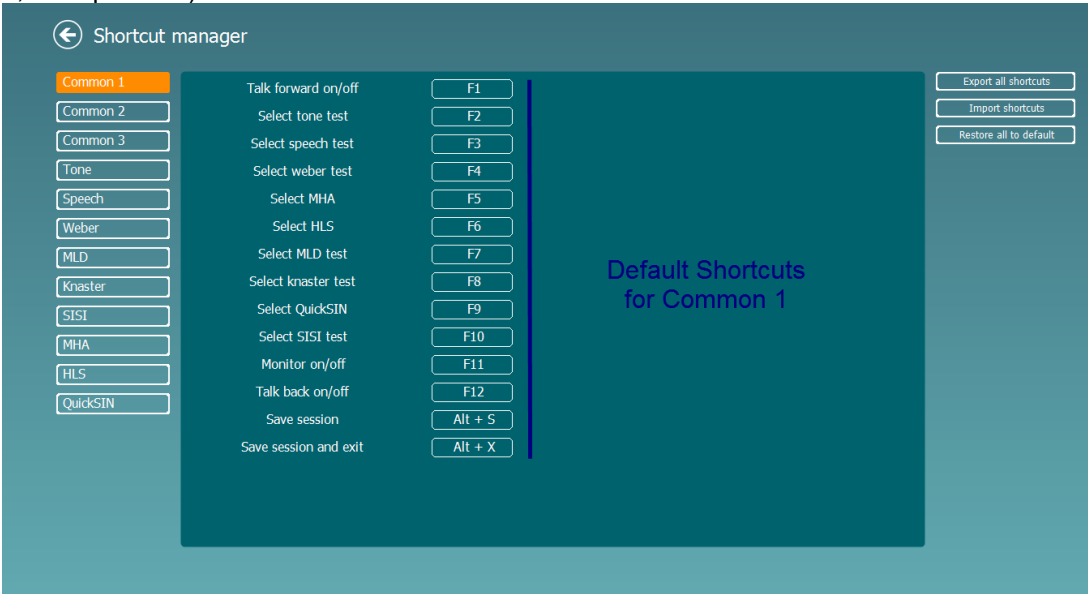 Shortcut manager
Common 1
Common 2
Common 3
Tone
Speech
Weber
MLD
Knaster
SISI
MHA
HLS
QuickSIN
Talk forward on/off F1
Select tone test F2
Select speech test F3
Select weber test F4
Select MHA F5
Select HLS F6
Select MLD test F7
Select knaster test F8
Select QuickSIN F9
Select SISI test F10
Monitor on/off F11
Talk back on/off F12
Save session Alt + S
Save session and exit Alt + X
Default Shortcuts
for Common 1
Export all shortcuts
Import shortcuts
Restore all to default